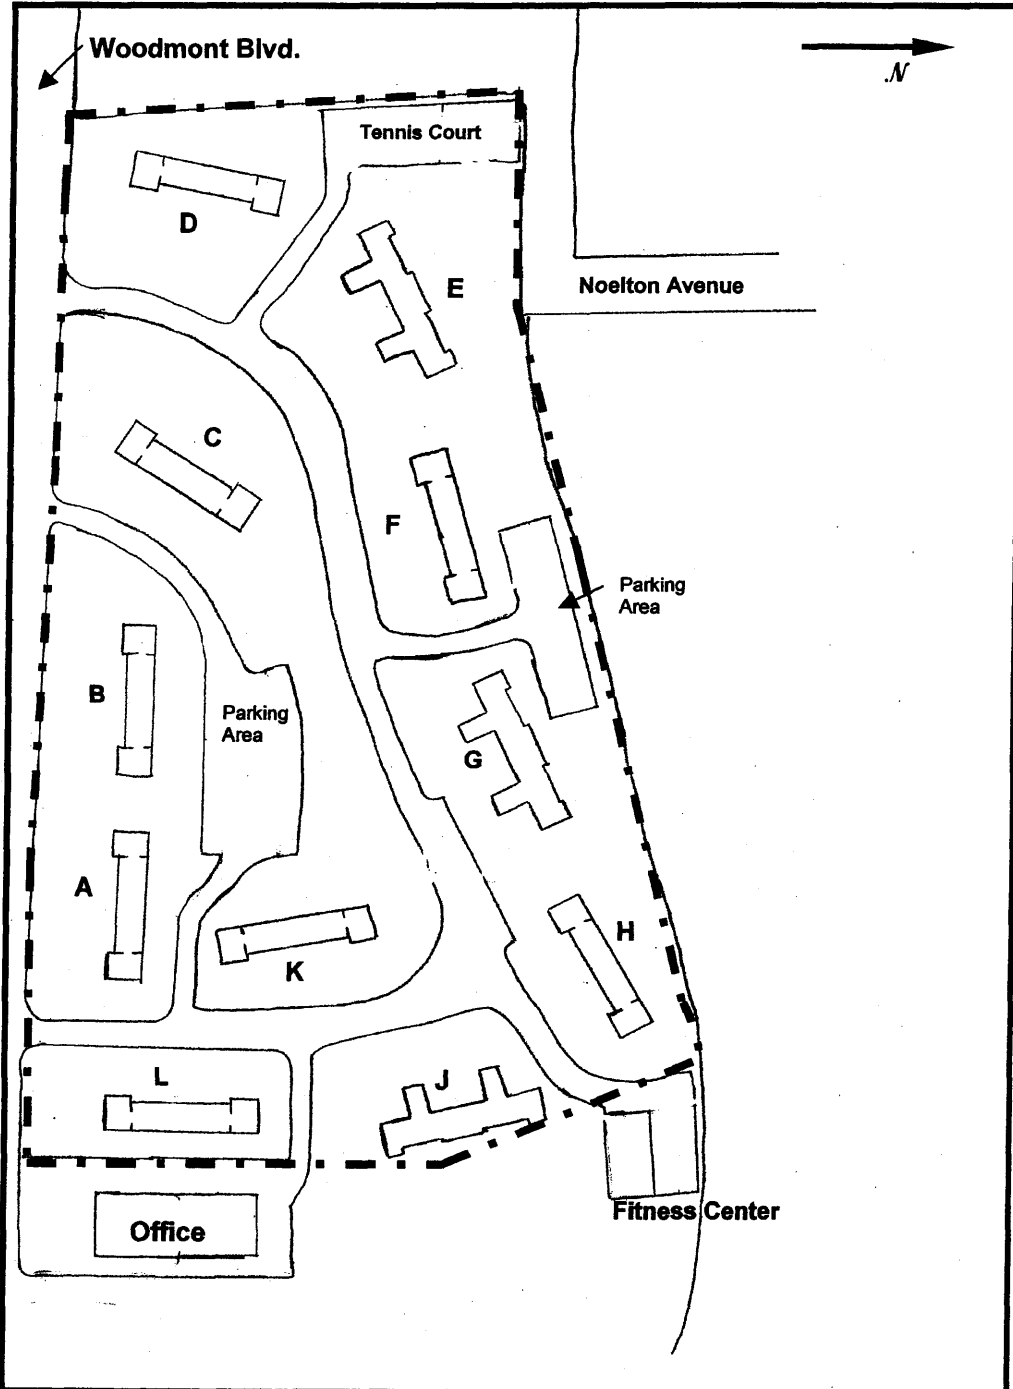 Woodmont Blvd.
N
Tennis Court
D
E
Noelton Avenue
C
F
Parking
Area
B
Parking
Area
G
A
H
K
L
J
Office
Fitness Center